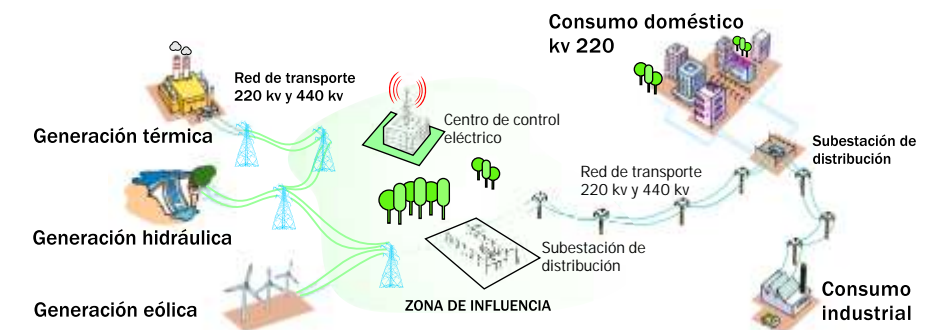 Consumo doméstico
kv 220
Red de transporte
220 kv y 440 kv
Centro de control
eléctrico
Generación térmica
Subestación de
distribución
Red de transporte
220 kv y 440 kv
Generación hidráulica
Subestación de
distribución
Generación eólica
ZONA DE INFLUENCIA
Consumo
industrial